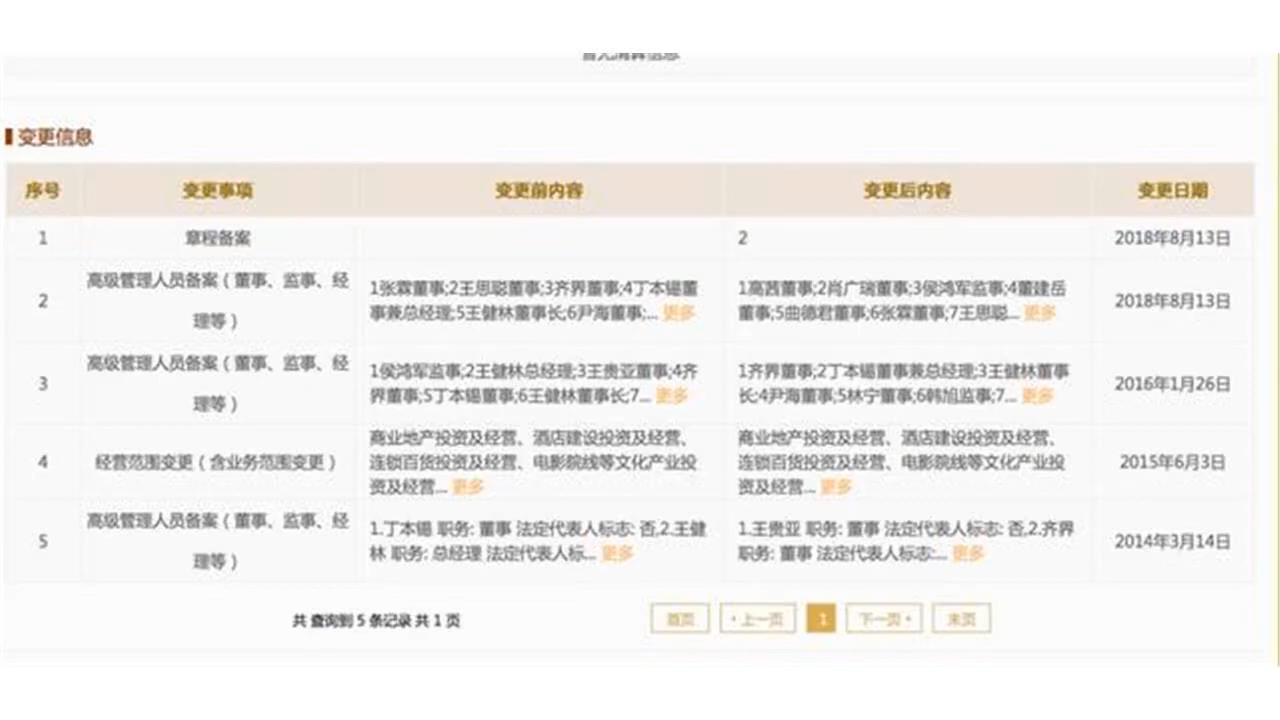 变更信息
序号 变更事项 变更前内容 变更后内容 变更日期
1 章程备案 2 2018年8月13日
2 高级管理人员备案（董事、监事、经
理等） 1张霖董事;2王思聪董事;3齐界董事;4丁本锡董
事兼总经理;5王健林董事长;6尹海董事;... 更多
1高茜董事;2肖广瑞董事;3侯鸿军监事;4董建岳
董事;5曲德君董事;6张霖董事;7王思聪... 更多
2018年8月13日
3 高级管理人员备案（董事、监事、经
理等） 1侯鸿军监事;2王健林总经理;3王贵亚董事;4齐
界董事;5丁本锡董事;6王健林董事长;7... 更多
1齐界董事;2丁本锡董事兼总经理;3王健林董事
长;4尹海董事;5林宁董事;6韩旭监事;7... 更多
2016年1月26日
4 经营范围变更（含业务范围变更）
商业地产投资及经营、酒店建设投资及经营、
连锁百货投资及经营、电影院线等文化产业投
资及经营... 更多
商业地产投资及经营、酒店建设投资及经营、
连锁百货投资及经营、电影院线等文化产业投
资及经营... 更多
2015年6月3日
5 高级管理人员备案（董事、监事、经
理等） 1.丁本锡 职务: 董事 法定代表人标志: 否,2.王健
林 职务: 总经理 法定代表人标... 更多
1.王贵亚 职务: 董事 法定代表人标志: 否,2.齐界
职务: 董事 法定代表人标志:... 更多
2014年3月14日
共 查询到 5 条记录 共 1 页 首页 上一页 1 下一页 末页